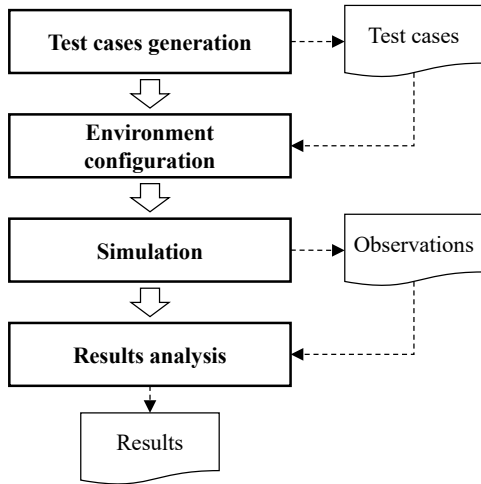 Test cases generation
Test cases
Environment
configuration
Simulation
Observations
Results analysis
Results